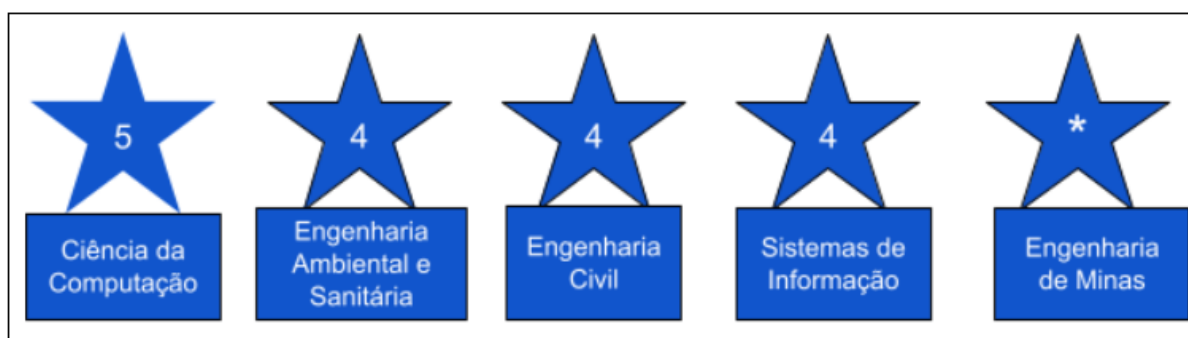 5
4
4
4
*
Ciência da
Computação
Engenharia
Ambiental e
Sanitária
Engenharia
Civil
Sistemas de
Informação
Engenharia
de Minas